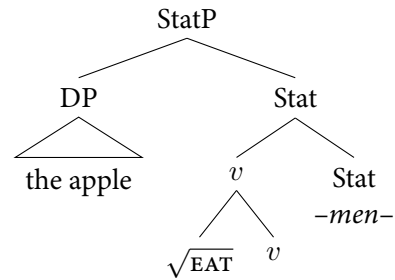 StatP
DP Stat
the apple v Stat
–men–
√EAT v